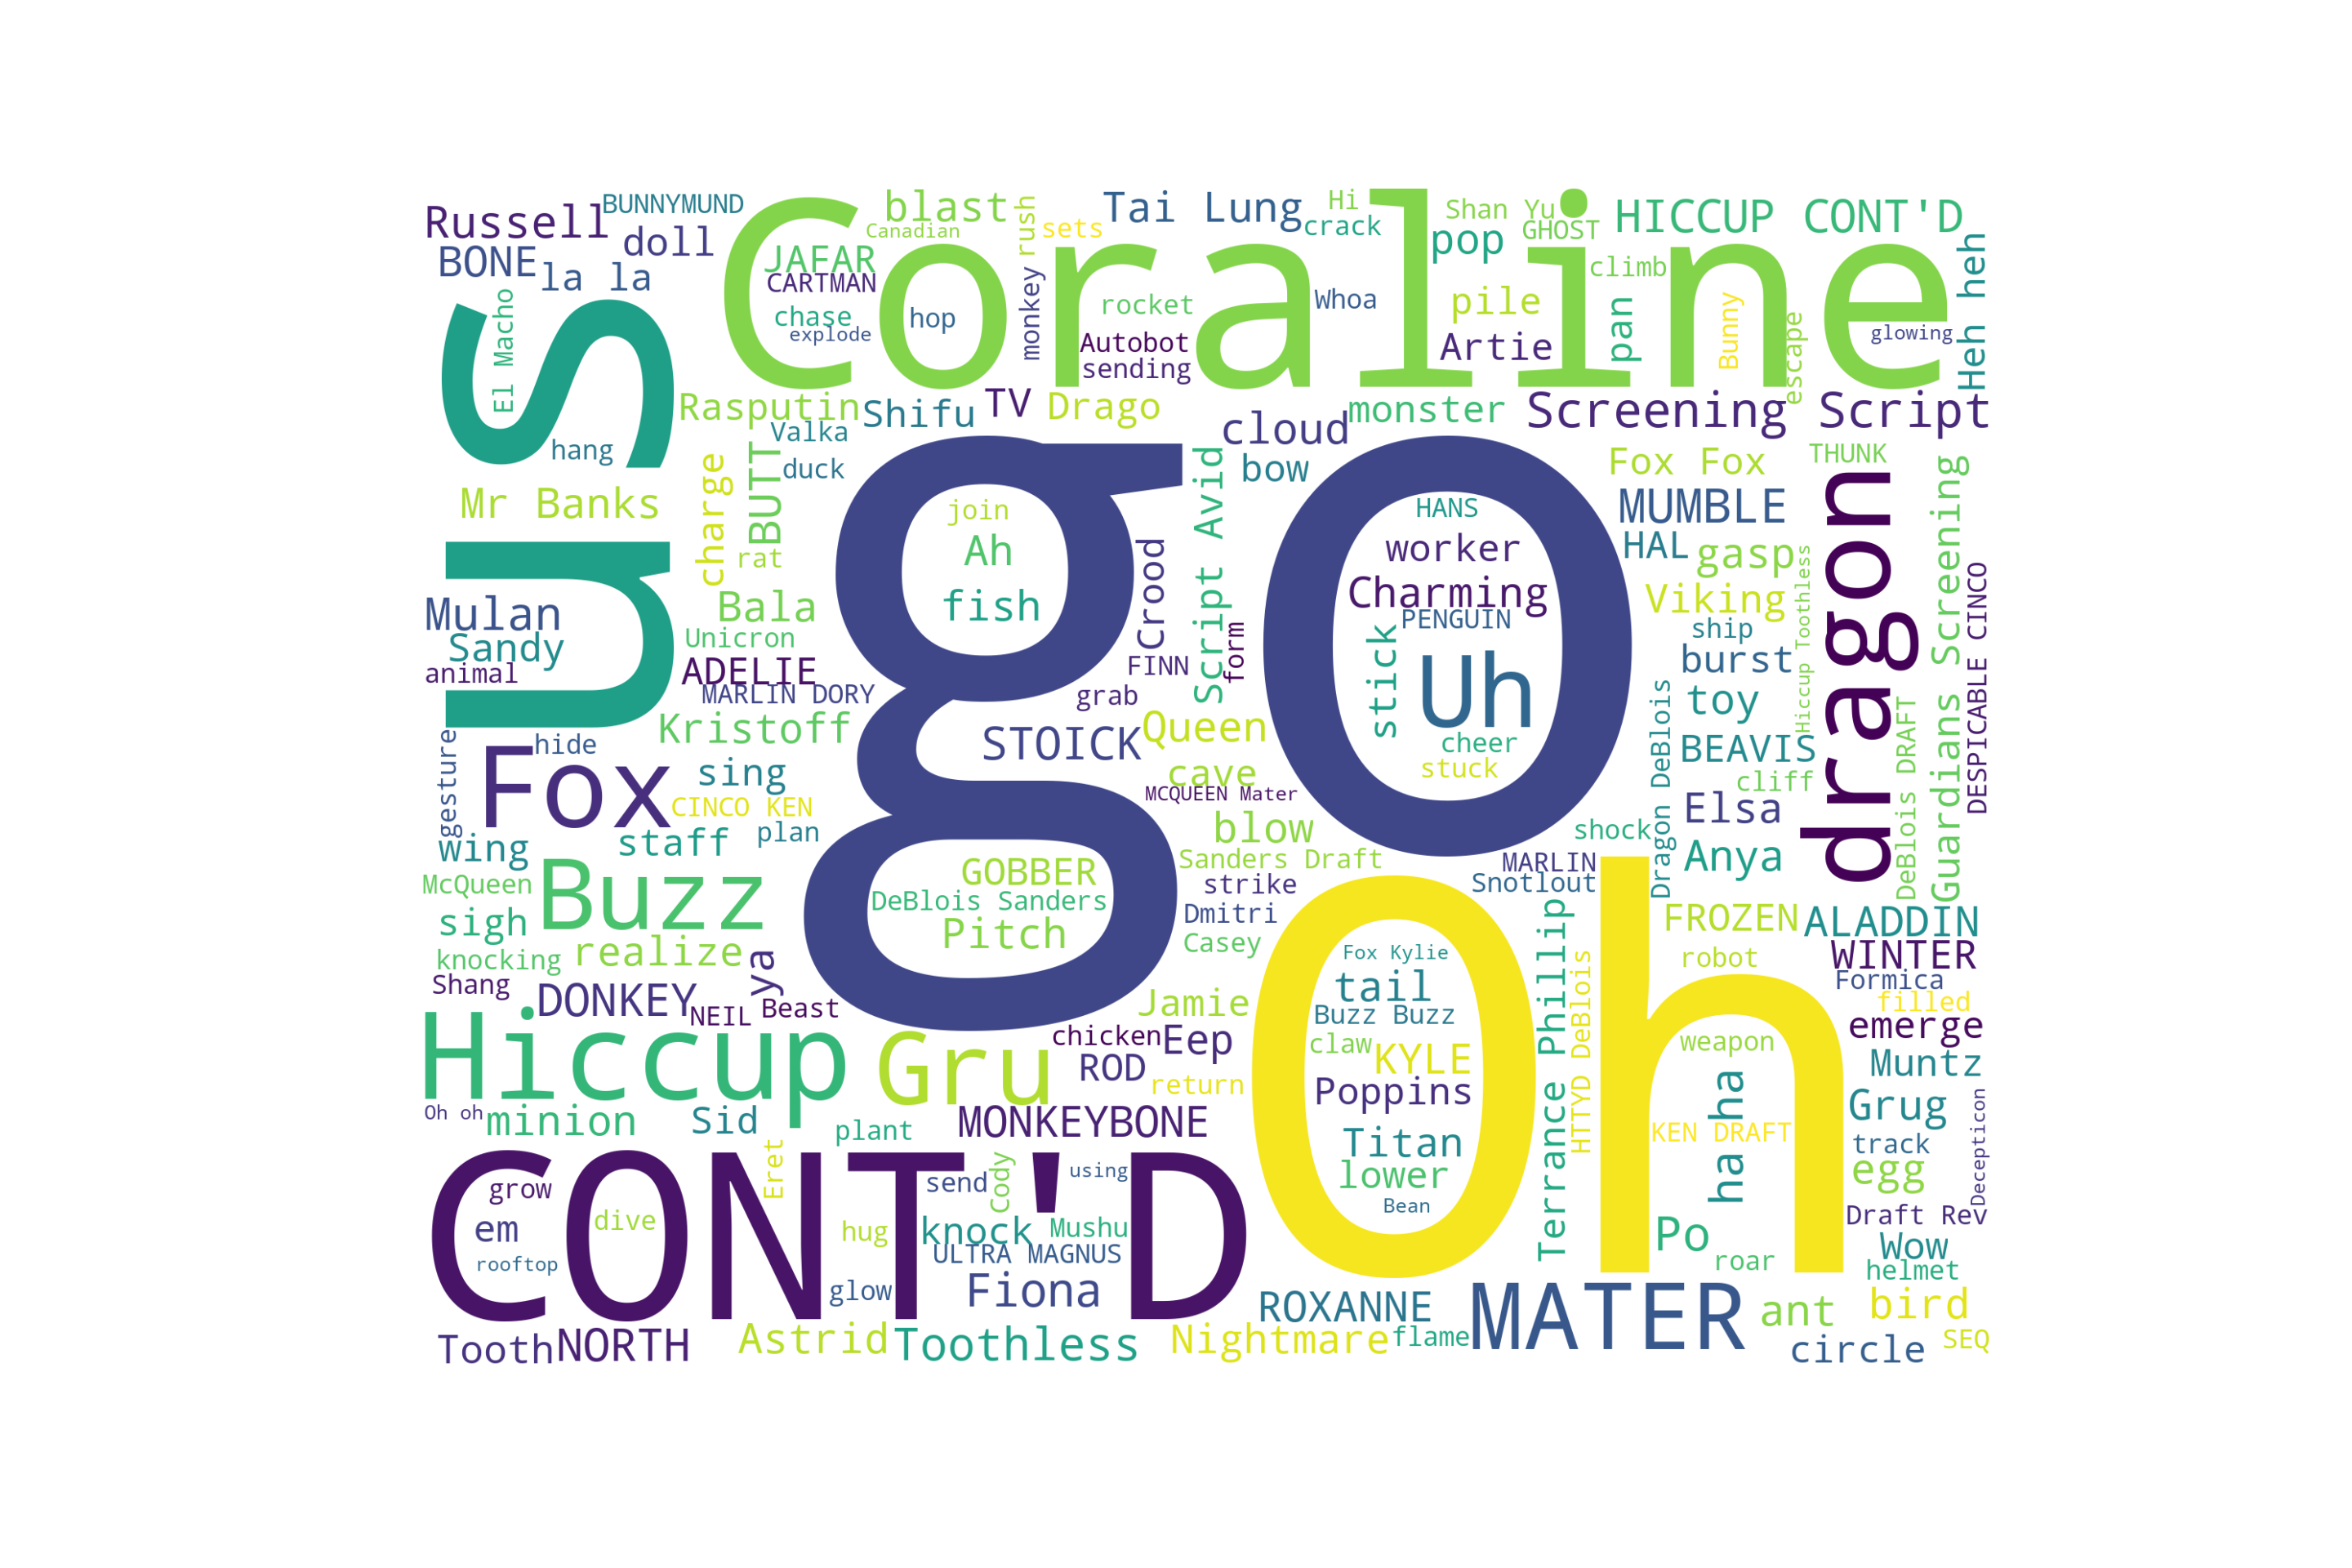 Russell
BUNNYMUND
BONE
la la
doll
blast
Canadian
rush
sets
Tai Lung
Hi
crack
Shan Yu
GHOST
HICCUP CONT'D
Coraline
JAFAR
CARTMAN
chase
explode
hop
monkey
rocket
Autobot
sending
Whoa
pop
pile
Artie
climb
pan
Bunny
escape
glowing
Heh heh
us
El Macho
hang
Mr Banks
Rasputin
Shifu
TV
Drago
Valka
duck
cloud
bow
monster
Screening Script
charge
BUTT
rat
Bala
Unicron
ADELIE
MARLIN DORY
Kristoff
Mulan
Sandy
animal
go
join
Ah
fish
Crood
FINN
grab
STOICK
Script Avid
form
Queen
cave
MCQUEEN Mater
blow
Sanders Draft
strike
Dmitri
Casey
HANS
worker
Charming
PENGUIN
stick
Uh
cheer
stuck
Fox Fox
THUNK
MUMBLE
HAL
gasp
Viking
ship
burst
toy
BEAVIS
cliff
Elsa
Anya
Hiccup Toothless
dragon
Guardians Screening
DESPICABLE CINCO
Dragon DeBlois
DeBlois DRAFT
shock
MARLIN
Snotlout
Fox
hide
gesture
wing
McQueen
sigh
knocking
Shang
sing
CINCO KEN
staff
plan
Buzz
realize
ya
DONKEY
NEIL
Beast
GOBBER
DeBlois Sanders
Pitch
Jamie
chicken
Eep
ROD
return
Hiccup
Gru
Oh oh
minion
Sid
plant
MONKEYBONE
oh
Fox Kylie
tail
Buzz Buzz
claw
KYLE
Poppins
Titan
lower
Bean
Terrance Phillip
HTTYD DeBlois
FROZEN
ALADDIN
robot
WINTER
Formica
filled
emerge
weapon
Muntz
ha ha
Grug
KEN DRAFT
track
egg
Decepticon
Draft Rev
Po
roar
Wow
helmet
CONT'D
grow
em
dive
rooftop
Eret
send
Cody
using
hug
knock
Mushu
ULTRA MAGNUS
glow
Fiona
Tooth
NORTH
Astrid
Toothless
ROXANNE
Nightmare
flame
MATER
ant
bird
circle
SEQ